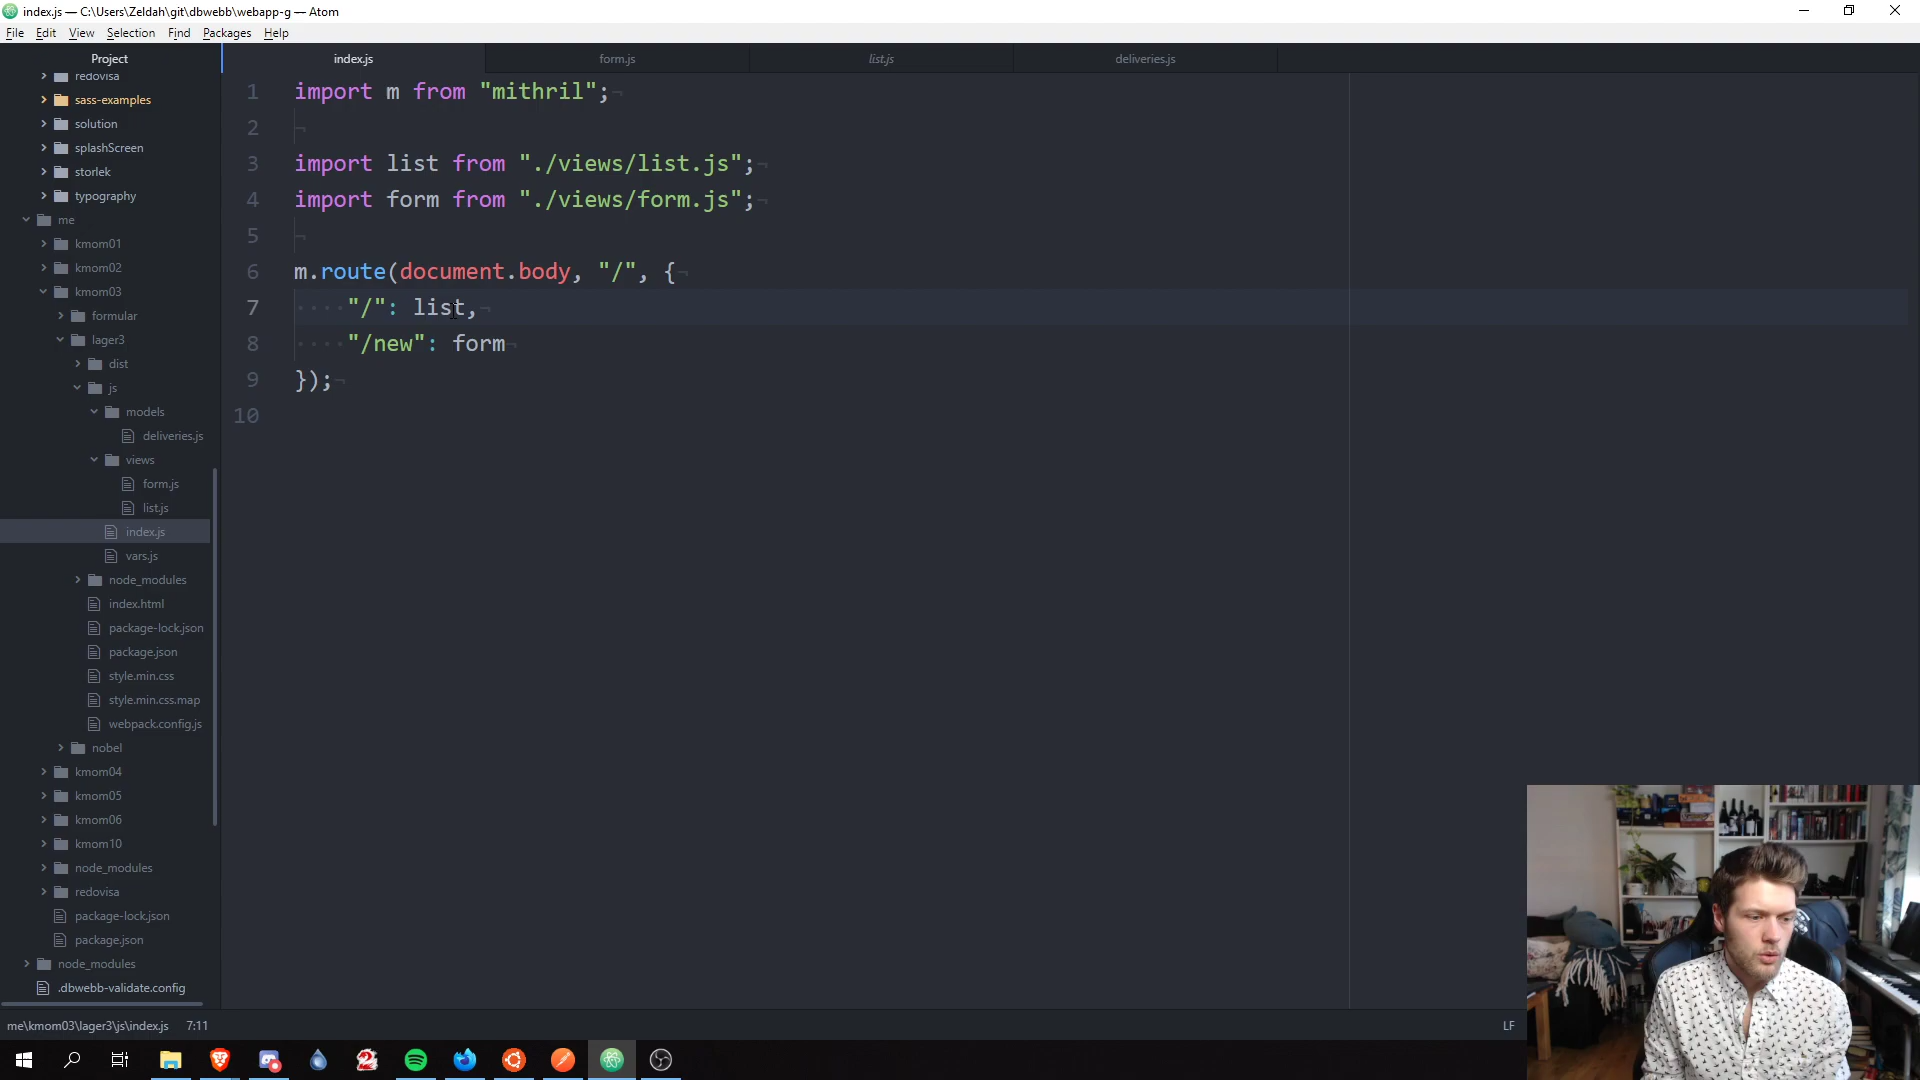 index.js — C:\Users\Zeldah\git\dbwebb\webapp-g — Atom
File Edit View Selection Find Packages Help
Project
redovisa
sass-examples
solution
splashScreen
storlek
typography
me
kmom01
kmom02
kmom03
formular
lager3
dist
js
models
deliveries.js
views
form.js
list.js
index.js
vars.js
node_modules
index.html
package-lock.json
package.json
style.min.css
style.min.css.map
webpack.config.js
nobel
kmom04
kmom05
kmom06
kmom10
node_modules
redovisa
package-lock.json
package.json
node_modules
.dbwebb-validate.config
index.js form.js list.js deliveries.js
1 import m from "mithril";
2
3 import list from "./views/list.js";
4 import form from "./views/form.js";
5
6 m.route(document.body, "/", {
7 "/": list,
8 "/new": form
9 });
10
me\kmom03\lager3\js\index.js 7:11 LF